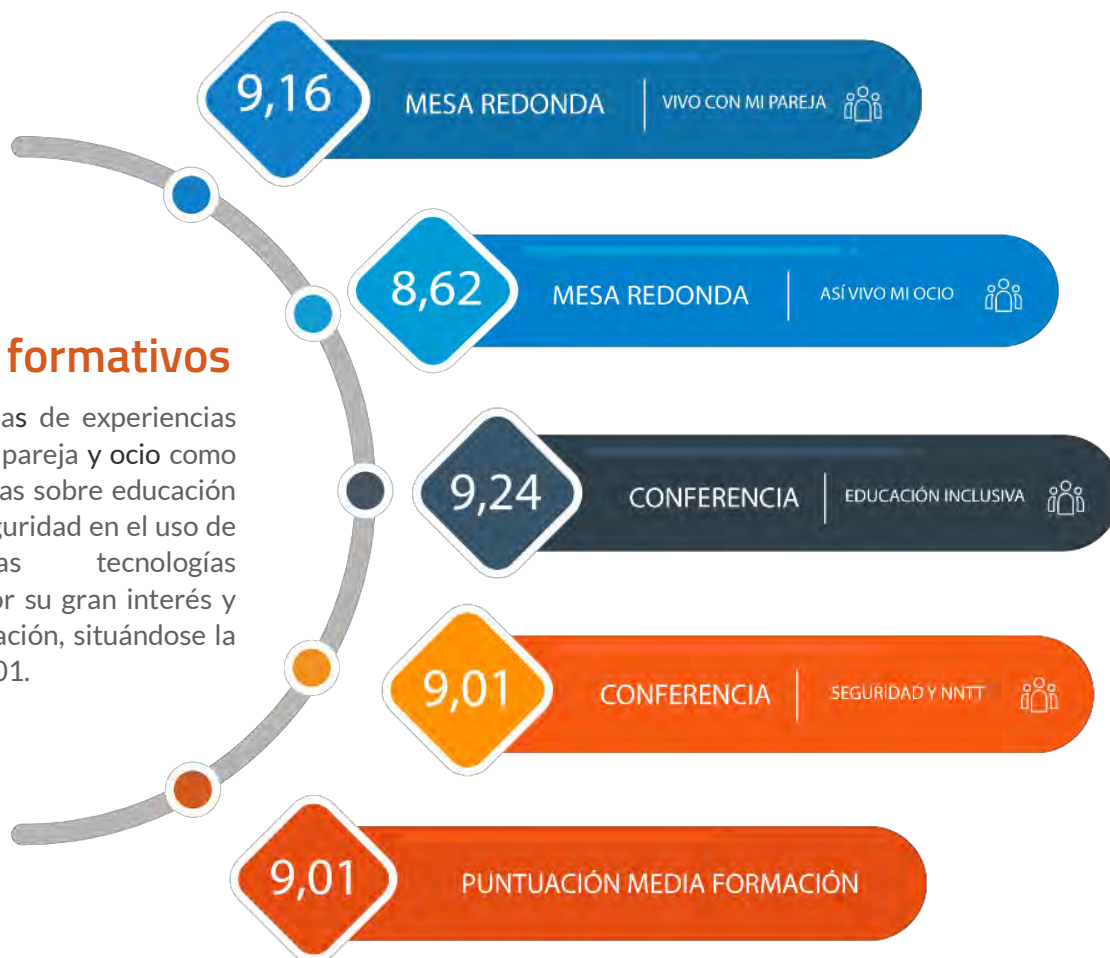 9,16
MESA REDONDA
VIVO CON MI PAREJA
8,62
MESA REDONDA
ASÍ VIVO MI OCIO
formativos
as de experiencias
pareja y ocio como
as sobre educación
guridad en el uso de
as tecnologías
or su gran interés y
ación, situándose la
01.
9,24
CONFERENCIA
EDUCACIÓN INCLUSIVA
9,01
CONFERENCIA
SEGURIDAD Y NNTT
9,01
PUNTUACIÓN MEDIA FORMACIÓN